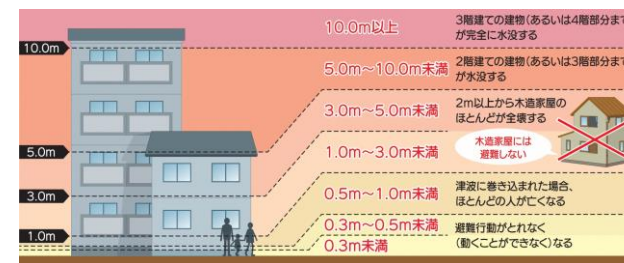 10.0m以上
3階建ての建物(あるいは4階部分まで
が完全に水没する
10.0m
5.0m〜10.0m未満
2階建ての建物(あるいは3階部分まで
が水没する
3.0m〜5.0m未満
2m以上から木造家屋の
ほとんどが全壊する
木造家屋には
避難しない
5.0m
1.0m〜3.0m未満
3.0m
0.5m〜1.0m未満
津波に巻き込まれた場合、
ほとんどの人が亡くなる
1.0m
0.3m〜0.5m未満
0.3m未満
避難行動がとれなく
(動くことができなく)なる